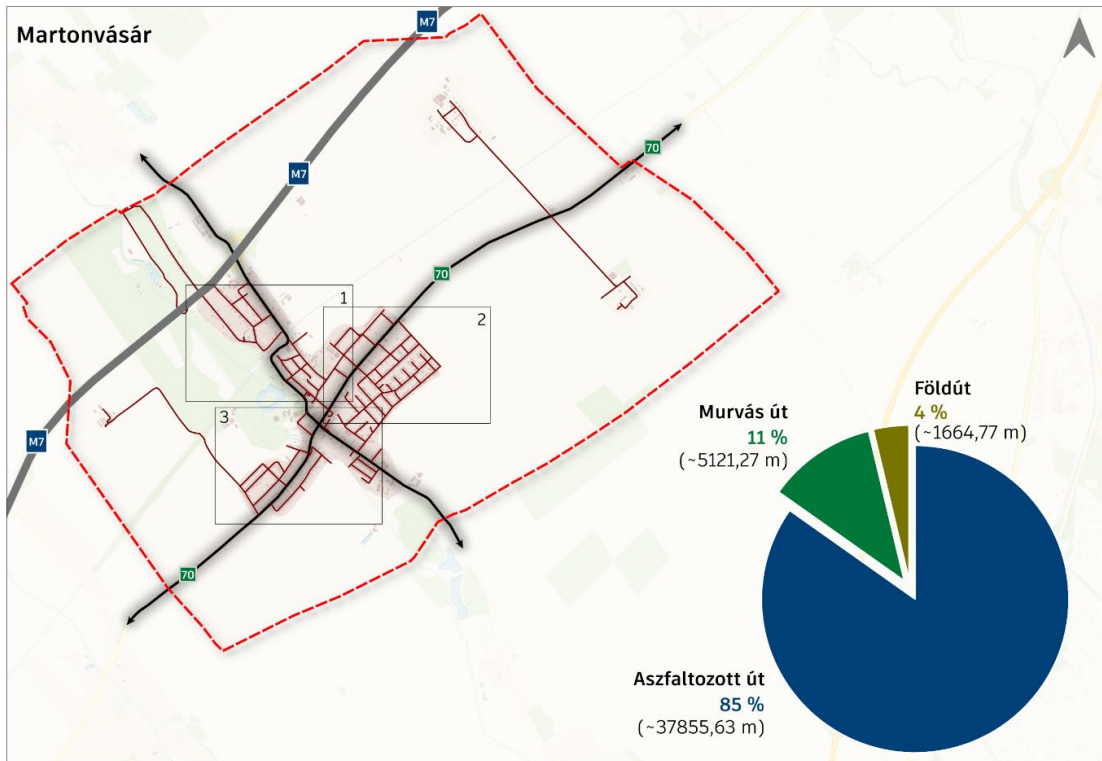 Martonvásár
M7
M7
70
70
1
2
3
M7
70
Földút
4 %
(~1664,77 m)
Murvás út
11 %
(~5121,27 m)
Aszfaltozott út
85 %
(~37855,63 m)